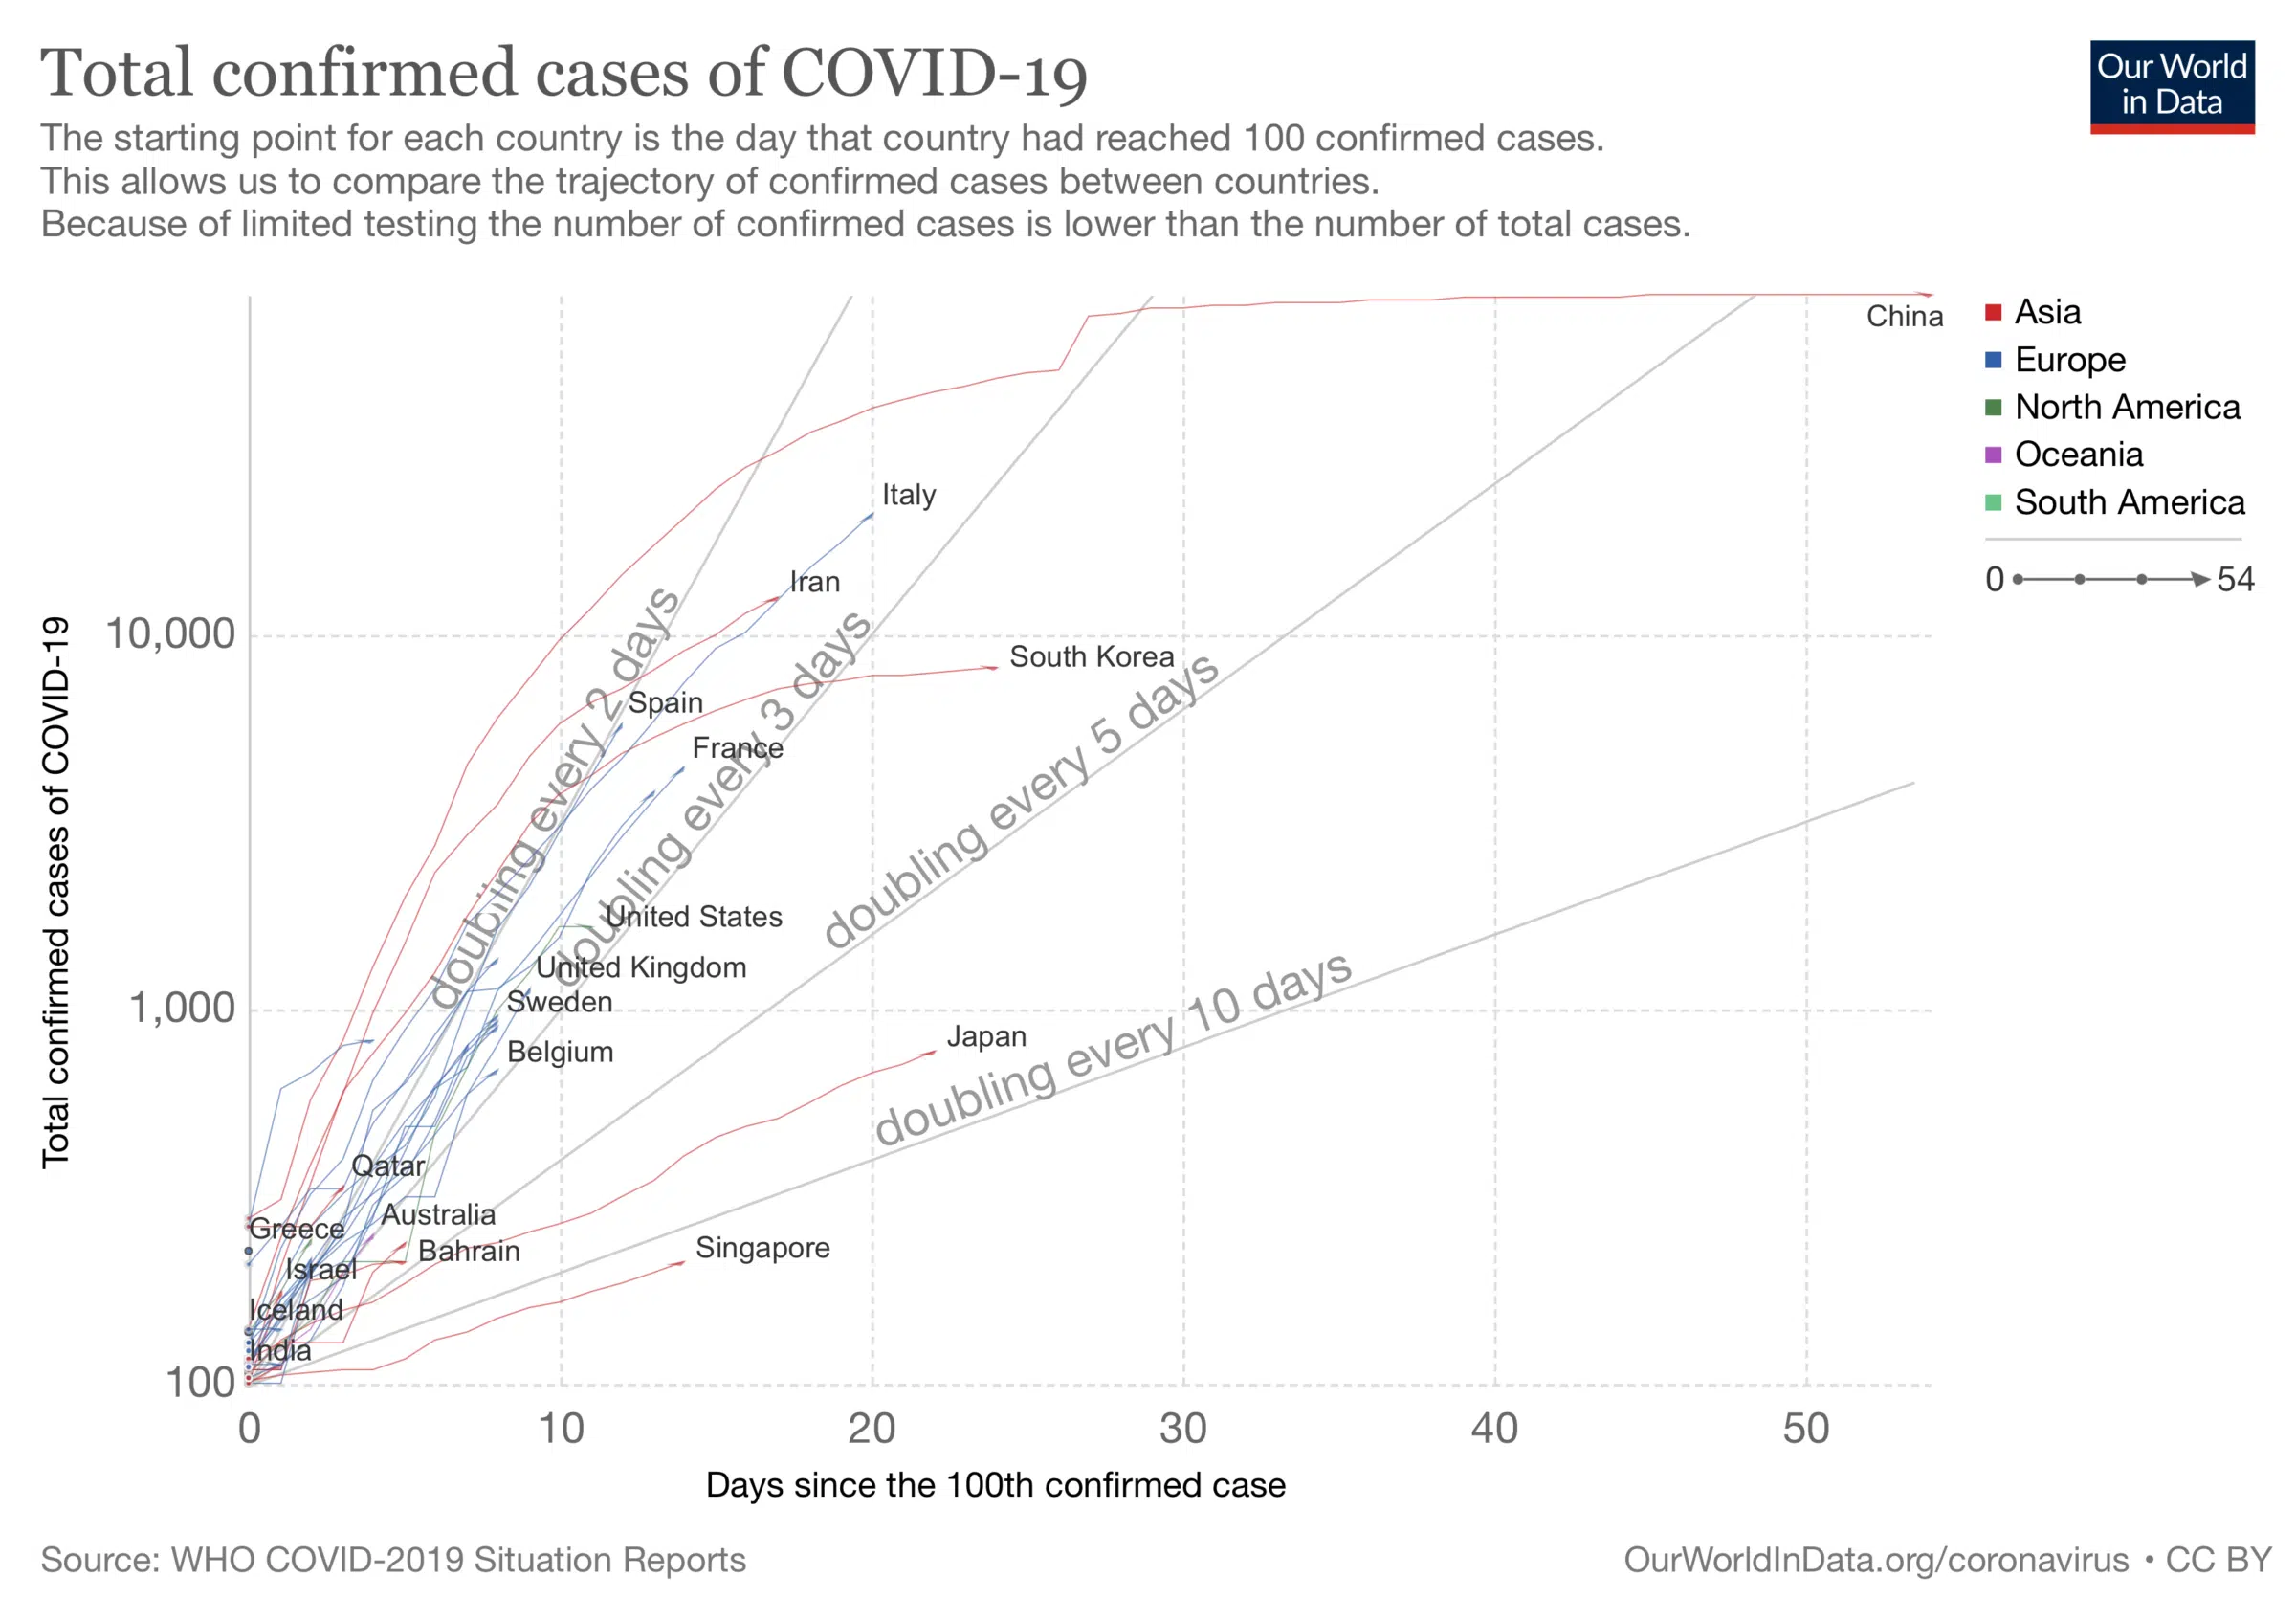 Total confirmed cases of COVID-19
Our World
in Data
The starting point for each country is the day that country had reached 100 confirmed cases.
This allows us to compare the trajectory of confirmed cases between countries.
Because of limited testing the number of confirmed cases is lower than the number of total cases.
China
Asia
Europe
North America
Oceania
South America
0
54
Italy
Iran
South Korea
Spain
France
United States
United Kingdom
Sweden
Belgium
Japan
Qatar
Australia
Greece
Bahrain
Singapore
Israel
Iceland
India
doubling every 2 days
doubling every 3 days
doubling every 5 days
doubling every 10 days
Total confirmed cases of COVID-19
10,000
1,000
100
0
10
20
30
40
50
Days since the 100th confirmed case
Source: WHO COVID-2019 Situation Reports
OurWorldInData.org/coronavirus • CC BY